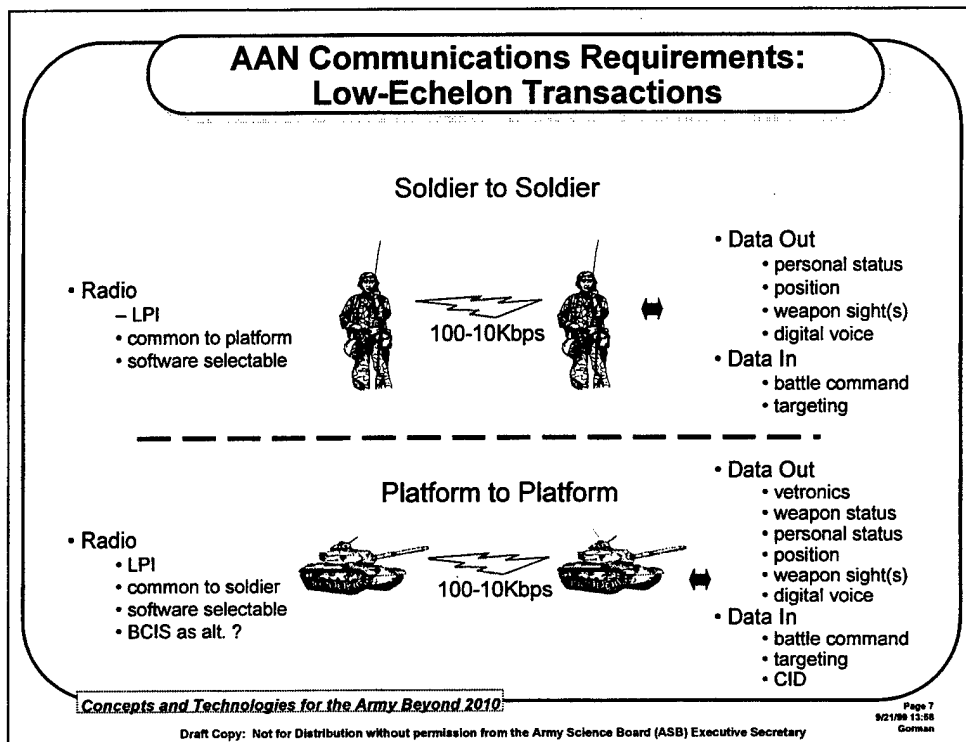 AAN Communications Requirements:
Low-Echelon Transactions
Soldier to Soldier
• Radio
– LPI
• common to platform
• software selectable
100-10Kbps
• Data Out
• personal status
• position
• weapon sight(s)
• digital voice
• Data In
• battle command
• targeting
Platform to Platform
• Radio
• LPI
• common to soldier
• software selectable
• BCIS as alt. ?
100-10Kbps
• Data Out
• vetronics
• weapon status
• personal status
• position
• weapon sight(s)
• digital voice
• Data In
• battle command
• targeting
• CID
Concepts and Technologies for the Army Beyond 2010
Page 7
13:58
Gorman
Draft Copy: Not for Distribution without permission from the Army Science Board (ASB) Executive Secretary